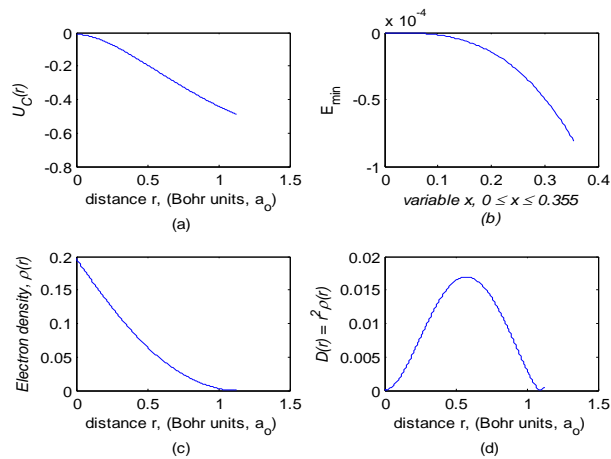 0
-0.2
-0.4
-0.6
-0.8
U_C(r)
0 0.5 1 1.5
distance r, (Bohr units, a_o)
(a)
x 10^-4
0
-0.5
-1
E_min
0 0.1 0.2 0.3 0.4
variable x, 0 ≤ x ≤ 0.355
(b)
0.2
0.15
0.1
0.05
0
Electron density, ρ(r)
0 0.5 1 1.5
distance r, (Bohr units, a_o)
(c)
0.02
0.015
0.01
0.005
0
D(r) = r^2 ρ(r)
0 0.5 1 1.5
distance r, (Bohr units, a_o)
(d)